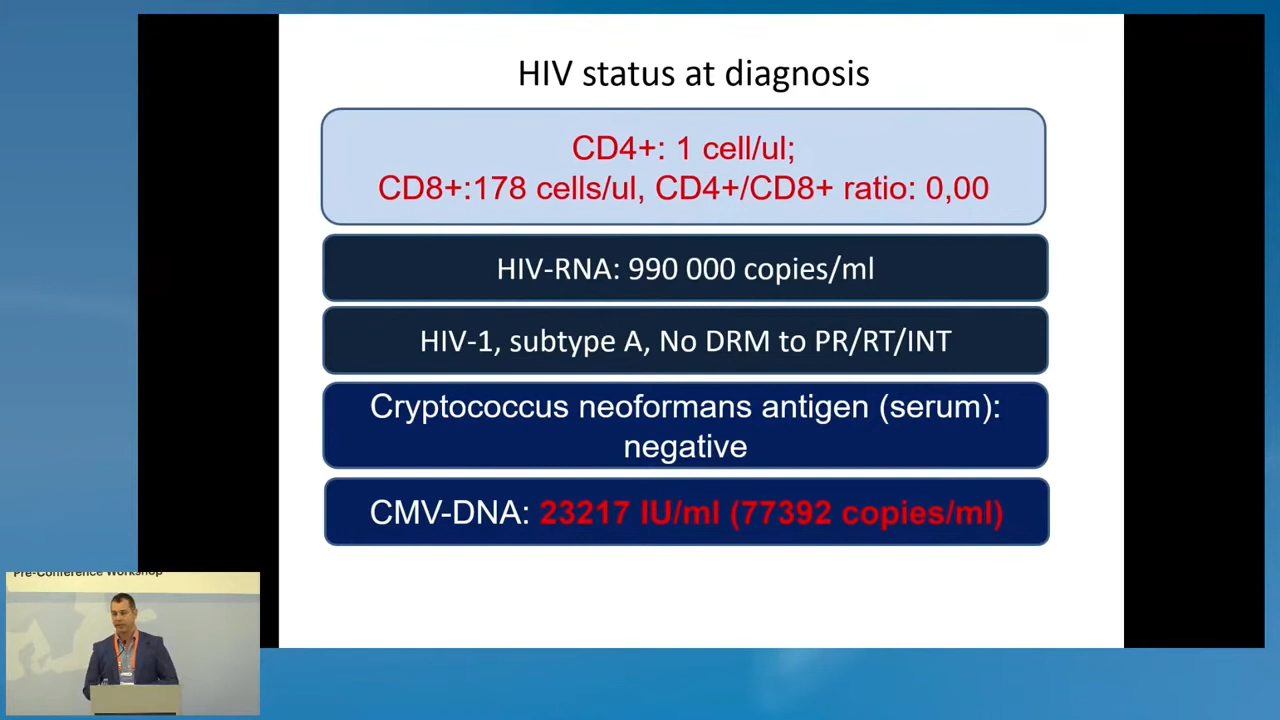 HIV status at diagnosis
CD4+: 1 cell/ul;
CD8+:178 cells/ul, CD4+/CD8+ ratio: 0,00
HIV-RNA: 990 000 copies/ml
HIV-1, subtype A, No DRM to PR/RT/INT
Cryptococcus neoformans antigen (serum):
negative
CMV-DNA: 23217 IU/ml (77392 copies/ml)
Pre-Conference Workshop